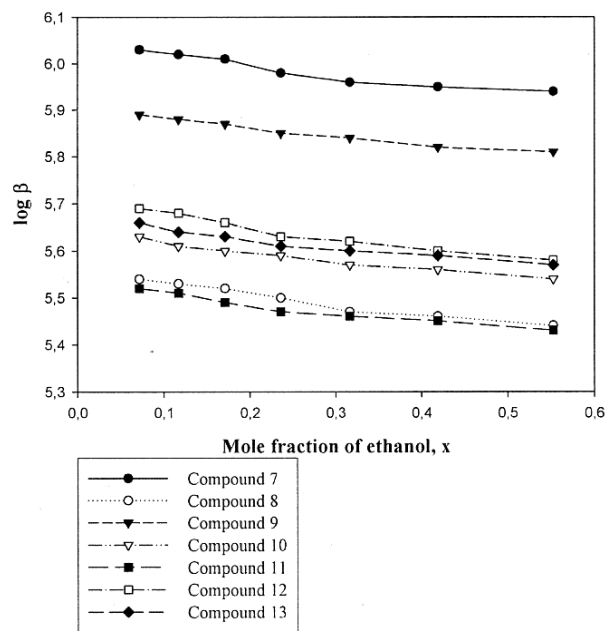 6,1
6,0
5,9
5,8
5,7
5,6
5,5
5,4
5,3
log β
0,0 0,1 0,2 0,3 0,4 0,5 0,6
Mole fraction of ethanol, x
Compound 7
Compound 8
Compound 9
Compound 10
Compound 11
Compound 12
Compound 13